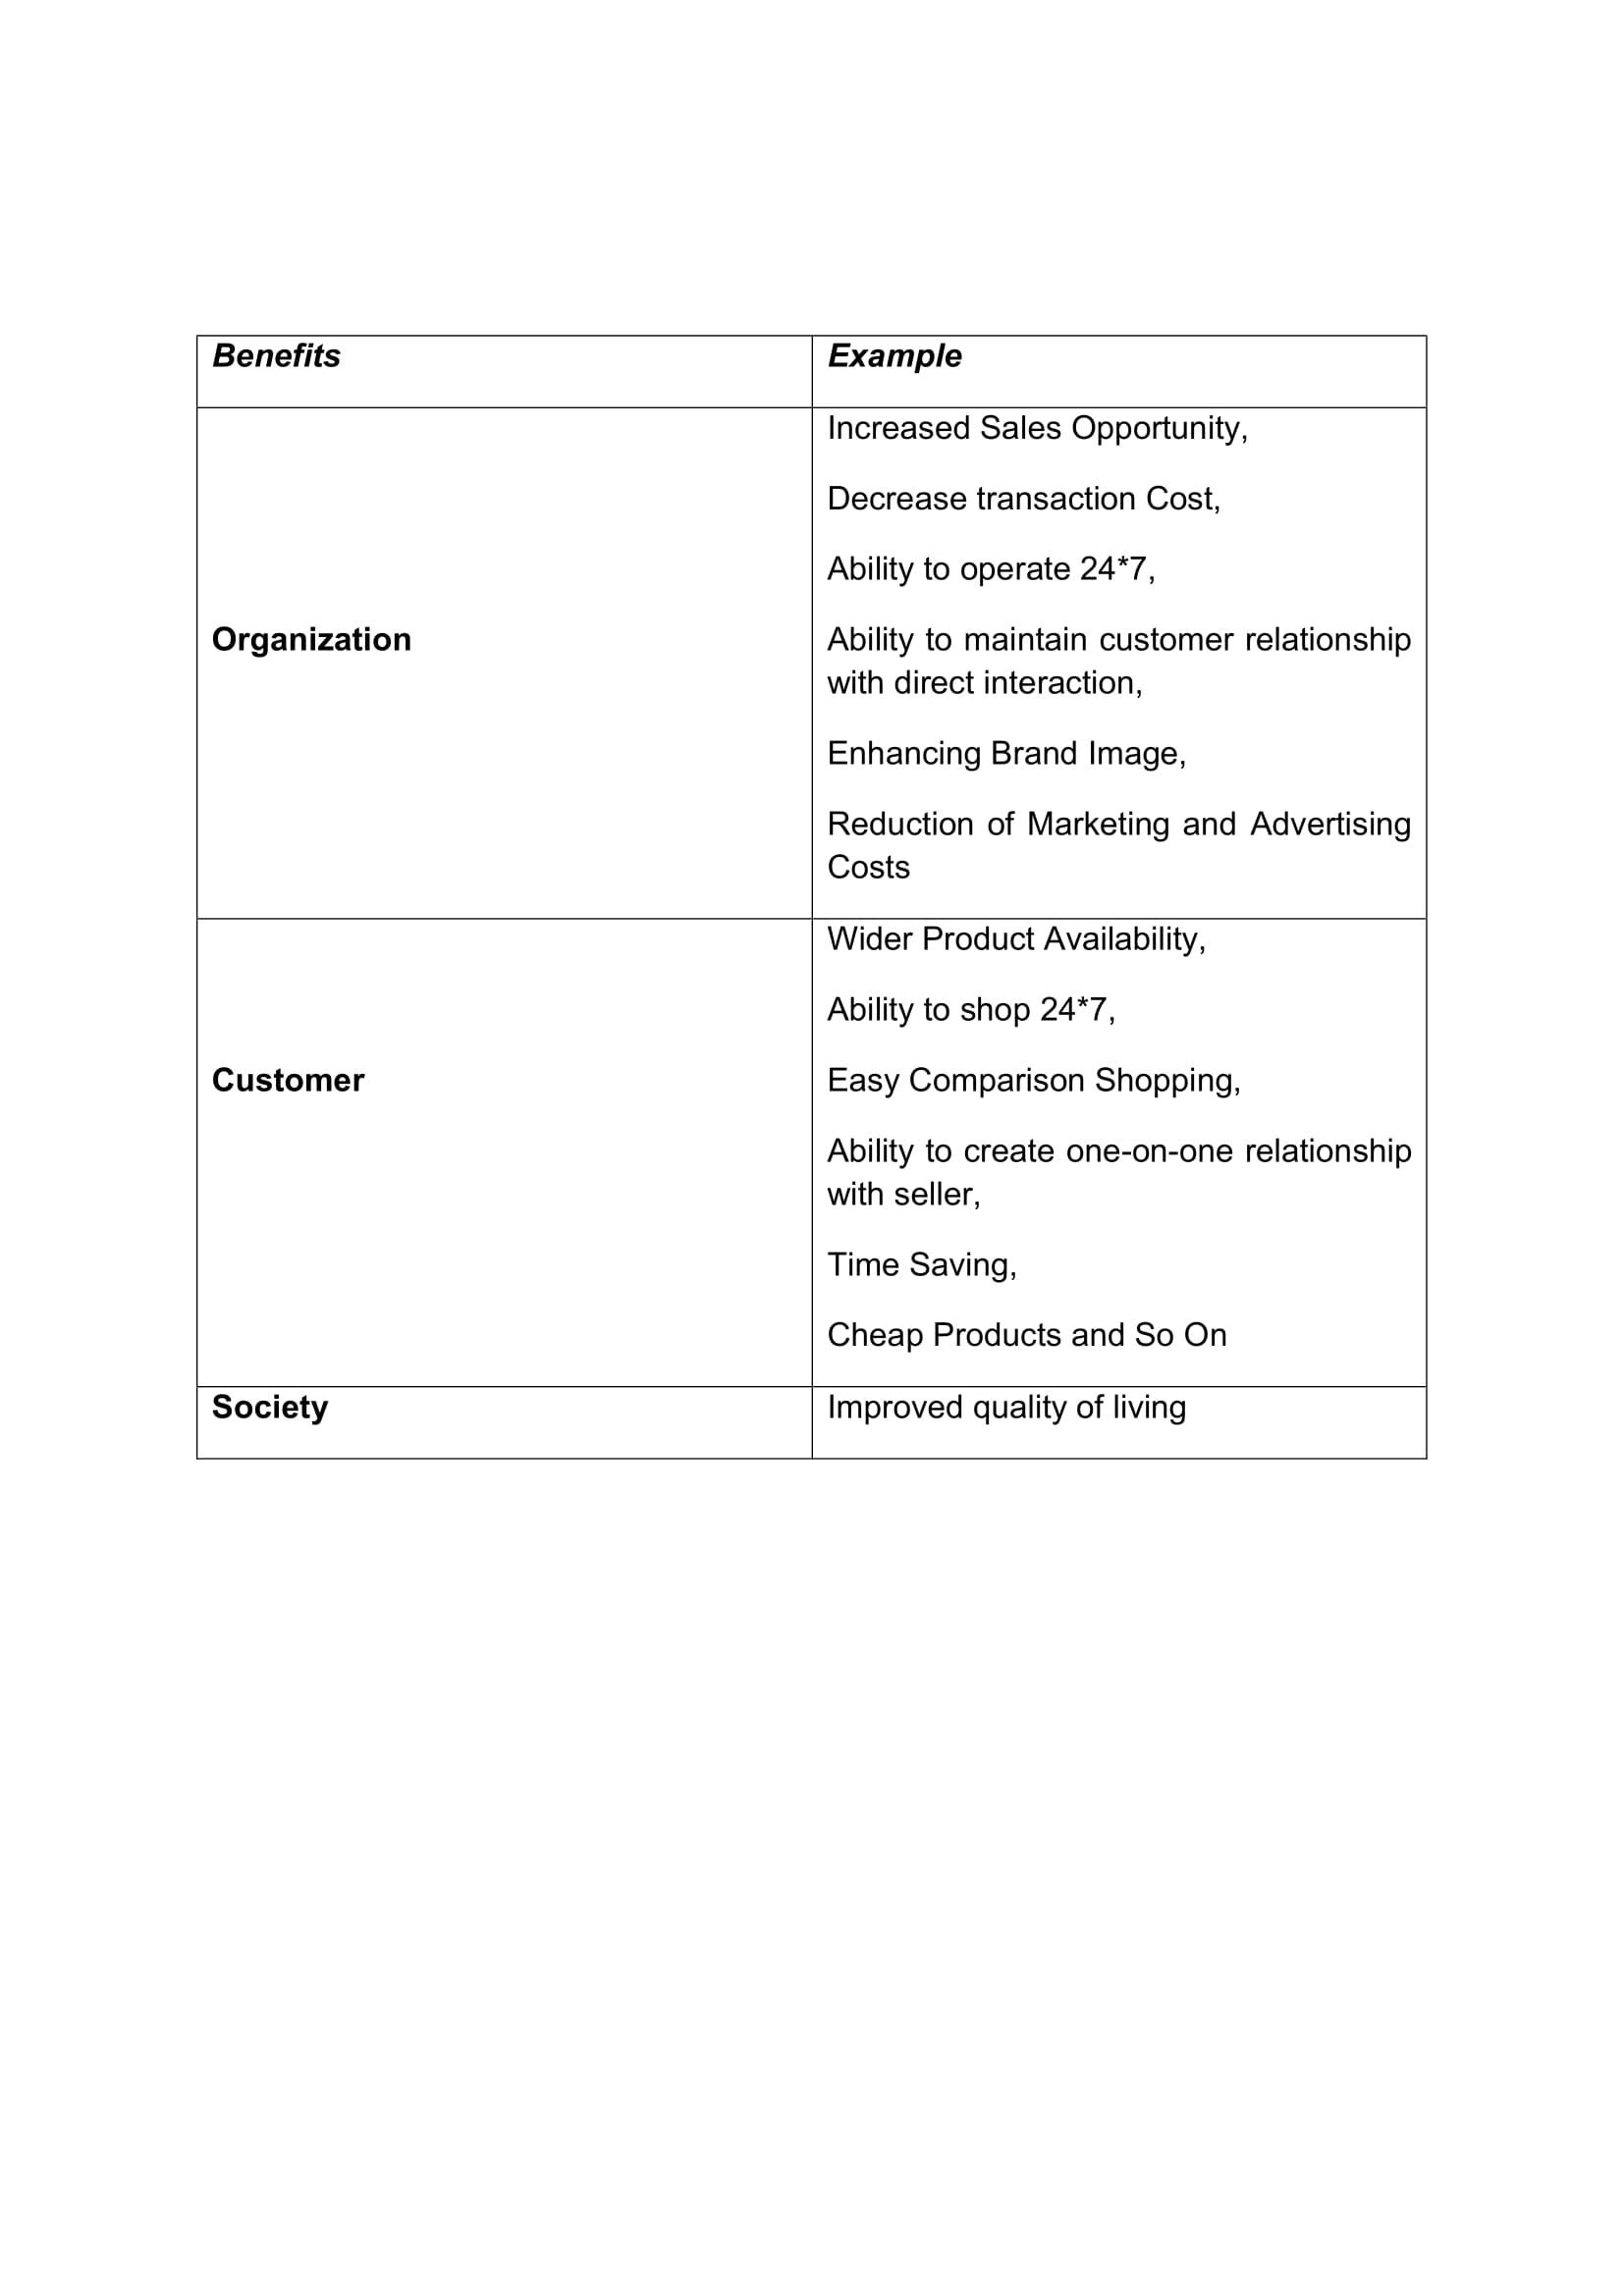 Benefits
Example
Organization
Increased Sales Opportunity,
Decrease transaction Cost,
Ability to operate 24*7,
Ability to maintain customer relationship
with direct interaction,
Enhancing Brand Image,
Reduction of Marketing and Advertising
Costs
Customer
Wider Product Availability,
Ability to shop 24*7,
Easy Comparison Shopping,
Ability to create one-on-one relationship
with seller,
Time Saving,
Cheap Products and So On
Society
Improved quality of living